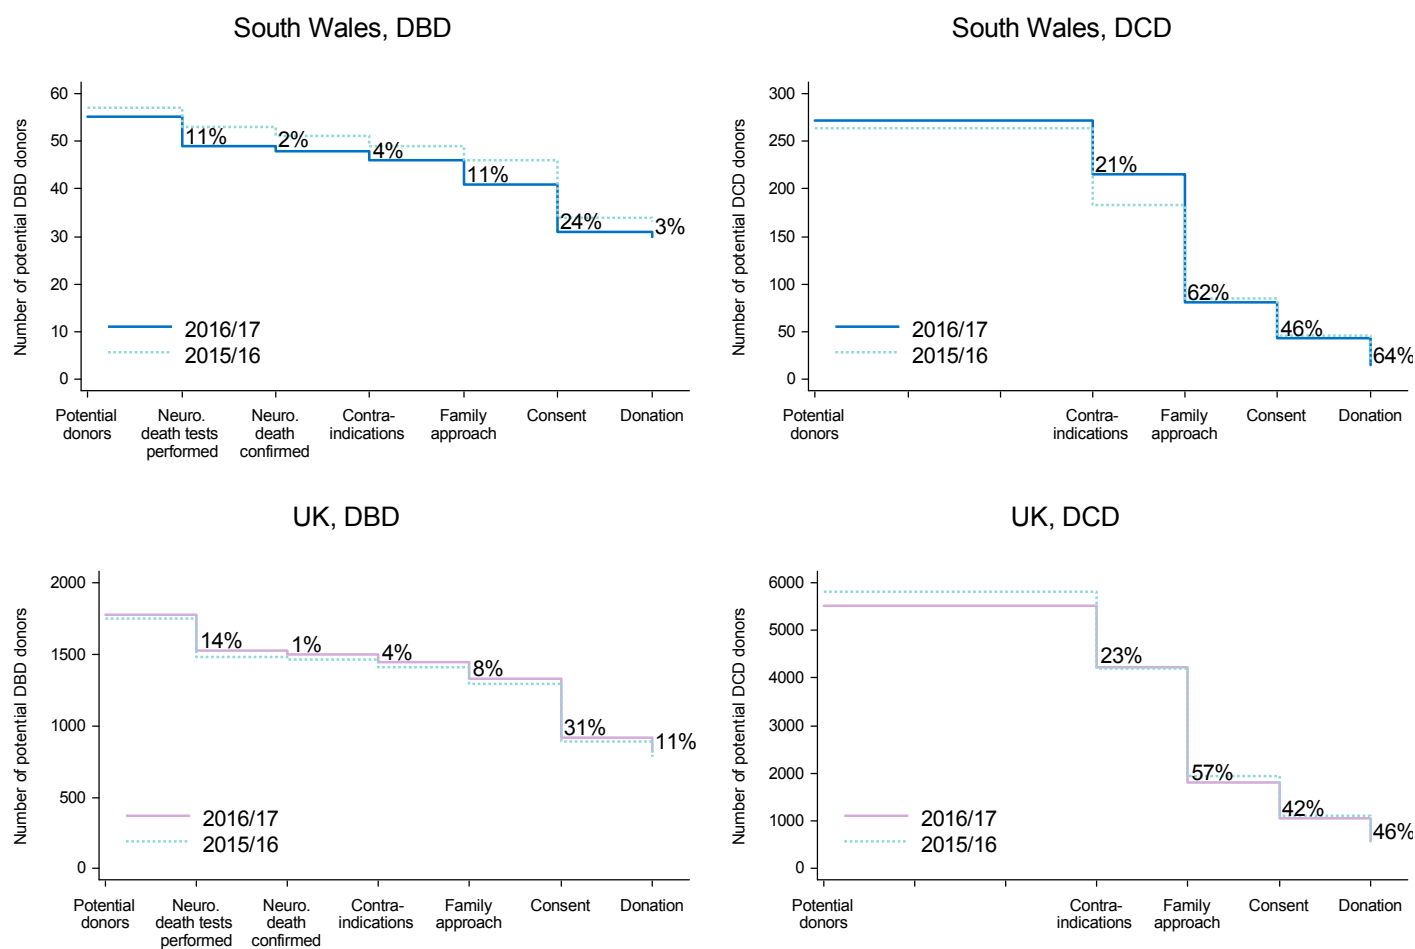 South Wales, DBD
Number of potential DBD donors
60
50
40
30
20
10
0
11%
2%
4%
11%
24%
3%
2016/17
2015/16
Potential
donors
Neuro.
death tests
performed
Neuro.
death
confirmed
Contra-
indications
Family
approach
Consent
Donation
South Wales, DCD
Number of potential DCD donors
300
250
200
150
100
50
0
21%
62%
46%
64%
2016/17
2015/16
Potential
donors
Contra-
indications
Family
approach
Consent
Donation
UK, DBD
Number of potential DBD donors
2000
1500
1000
500
0
14%
1%
4%
8%
31%
11%
2016/17
2015/16
Potential
donors
Neuro.
death tests
performed
Neuro.
death
confirmed
Contra-
indications
Family
approach
Consent
Donation
UK, DCD
Number of potential DCD donors
6000
5000
4000
3000
2000
1000
0
23%
57%
42%
46%
2016/17
2015/16
Potential
donors
Contra-
indications
Family
approach
Consent
Donation